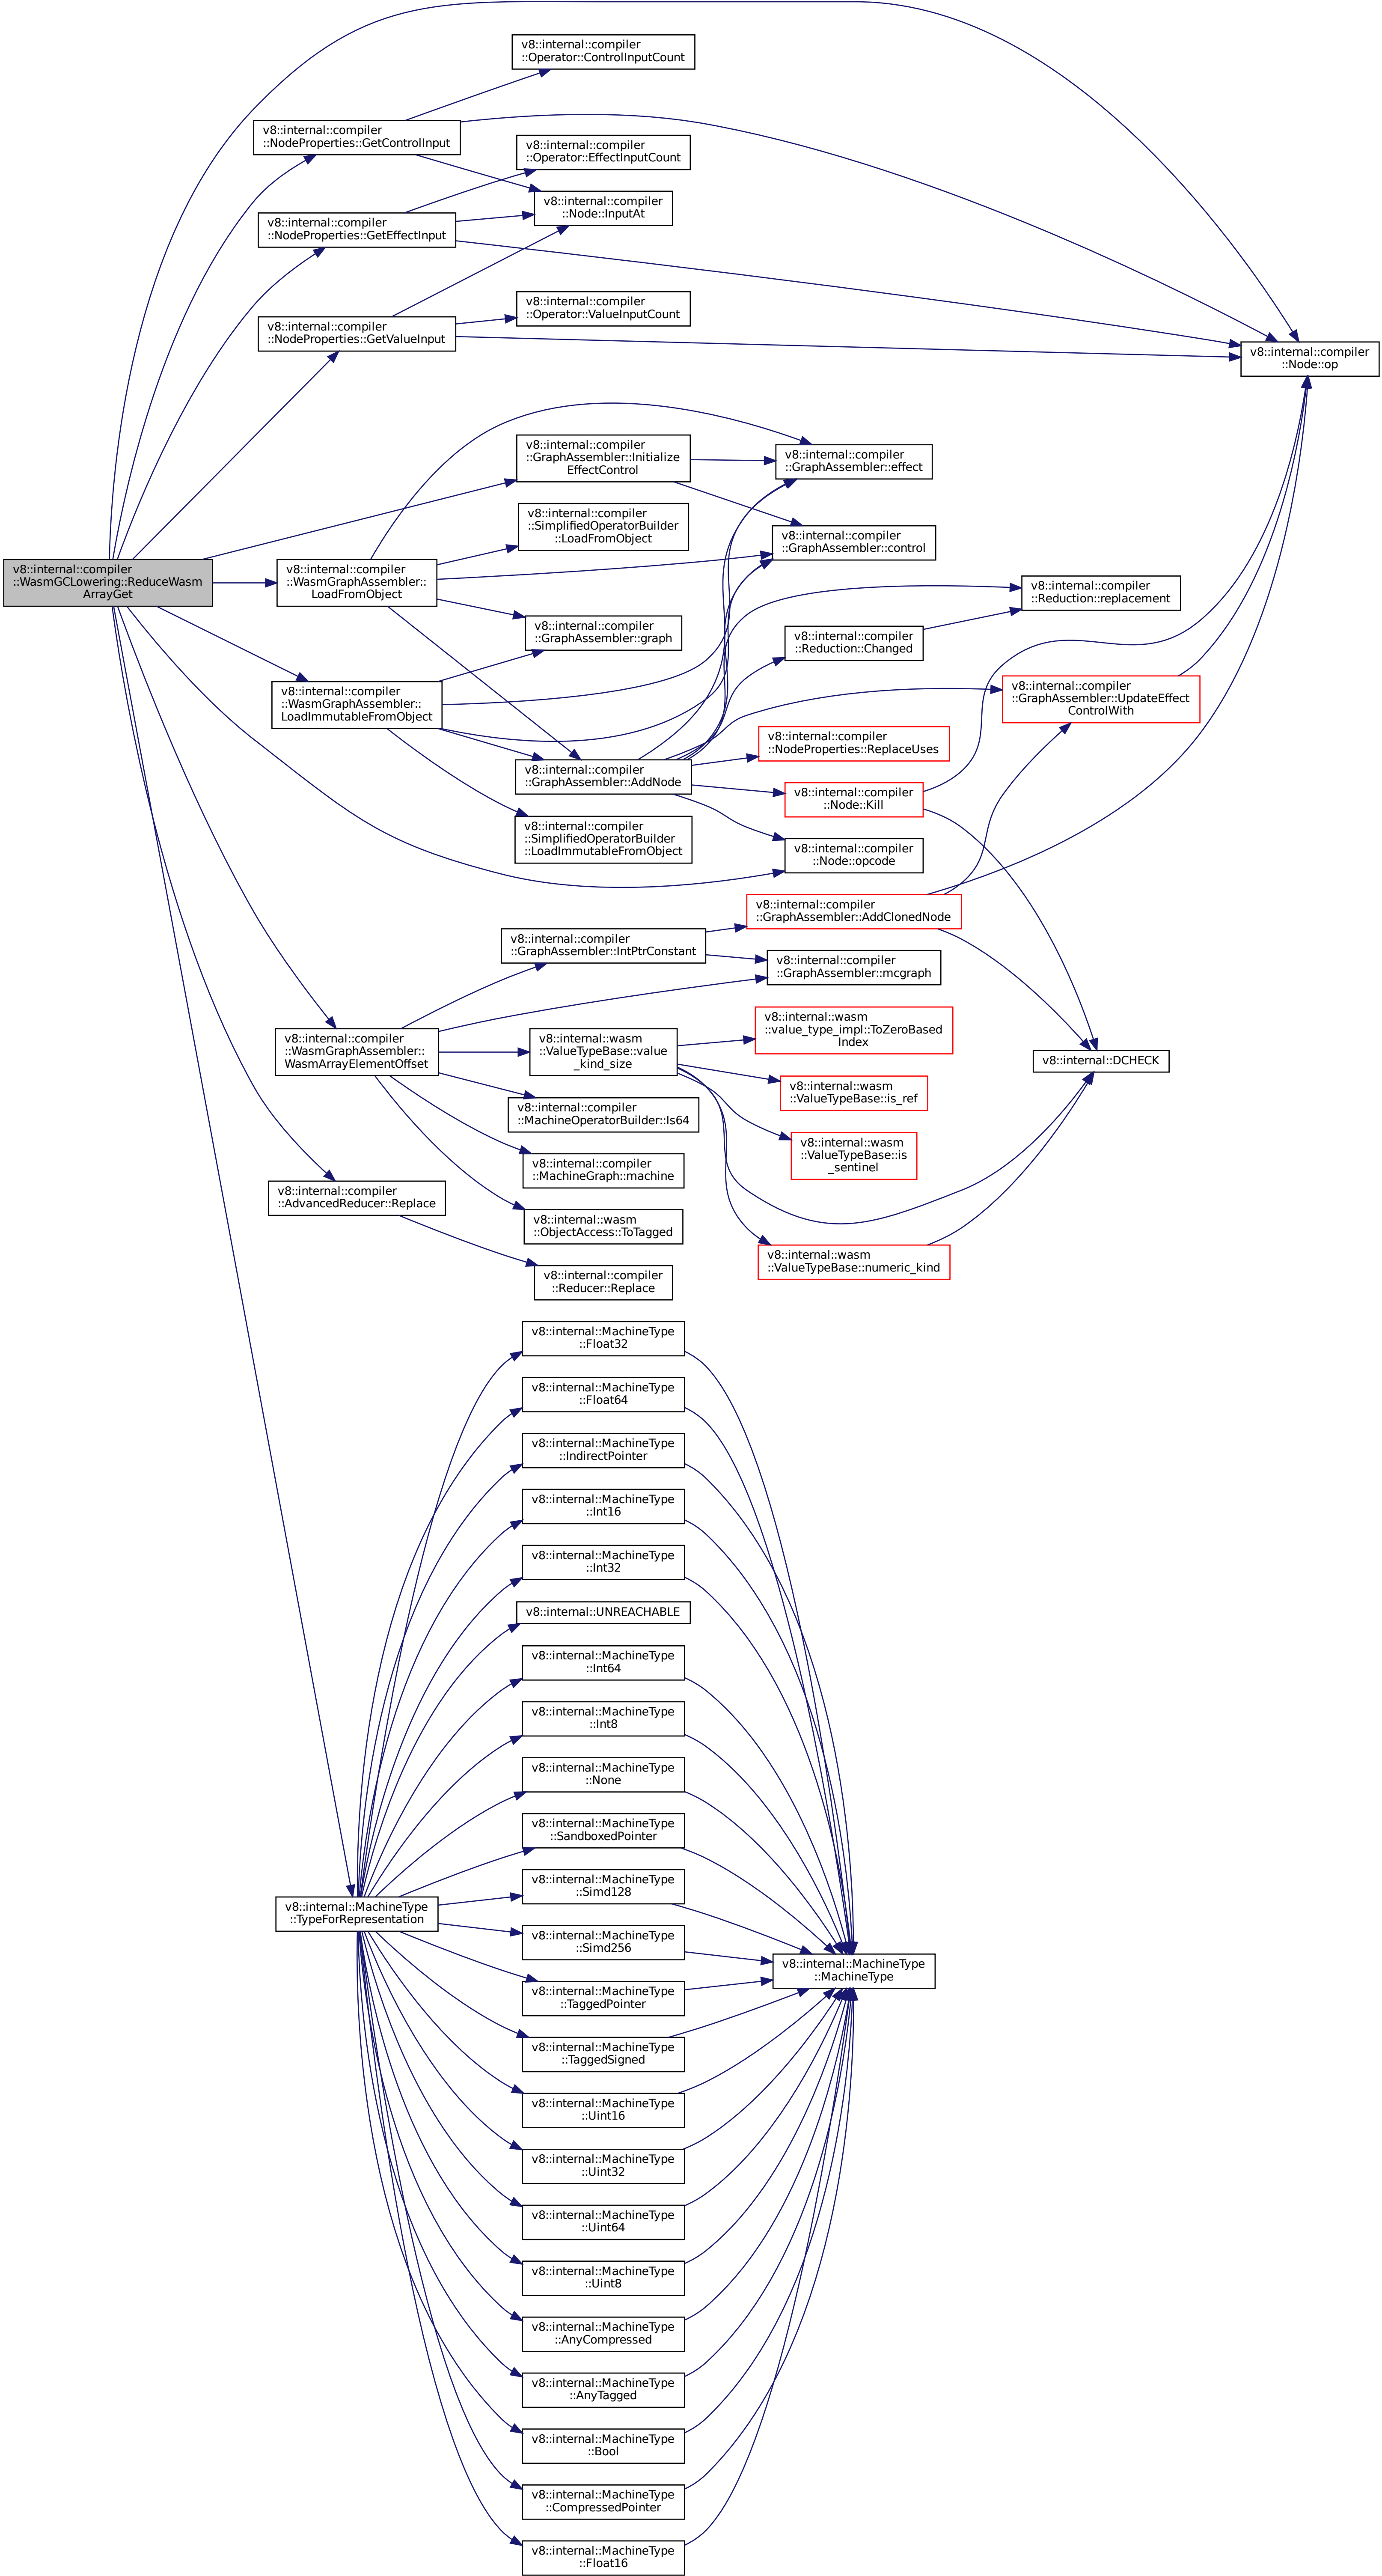 v8::internal::compiler
::Operator::ControlInputCount
v8::internal::compiler
::NodeProperties::GetControlInput
v8::internal::compiler
::Operator::EffectInputCount
v8::internal::compiler
::Node::InputAt
v8::internal::compiler
::NodeProperties::GetEffectInput
v8::internal::compiler
::Operator::ValueInputCount
v8::internal::compiler
::NodeProperties::GetValueInput
v8::internal::compiler
::Node::op
v8::internal::compiler
::GraphAssembler::Initialize
EffectControl
v8::internal::compiler
::GraphAssembler::effect
v8::internal::compiler
::SimplifiedOperatorBuilder
::LoadFromObject
v8::internal::compiler
::GraphAssembler::control
v8::internal::compiler
::WasmGCLowering::ReduceWasm
ArrayGet
v8::internal::compiler
::WasmGraphAssembler::
LoadFromObject
v8::internal::compiler
::Reduction::replacement
v8::internal::compiler
::GraphAssembler::graph
v8::internal::compiler
::Reduction::Changed
v8::internal::compiler
::WasmGraphAssembler::
LoadImmutableFromObject
v8::internal::compiler
::GraphAssembler::UpdateEffect
ControlWith
v8::internal::compiler
::NodeProperties::ReplaceUses
v8::internal::compiler
::GraphAssembler::AddNode
v8::internal::compiler
::Node::Kill
v8::internal::compiler
::SimplifiedOperatorBuilder
::LoadImmutableFromObject
v8::internal::compiler
::Node::opcode
v8::internal::compiler
::GraphAssembler::AddClonedNode
v8::internal::compiler
::GraphAssembler::IntPtrConstant
v8::internal::compiler
::GraphAssembler::mcgraph
v8::internal::wasm
::value_type_impl::ToZeroBased
Index
v8::internal::compiler
::WasmGraphAssembler::
WasmArrayElementOffset
v8::internal::wasm
::ValueTypeBase::value
_kind_size
v8::internal::DCHECK
v8::internal::wasm
::ValueTypeBase::is_ref
v8::internal::compiler
::MachineOperatorBuilder::Is64
v8::internal::wasm
::ValueTypeBase::is
_sentinel
v8::internal::compiler
::MachineGraph::machine
v8::internal::compiler
::AdvancedReducer::Replace
v8::internal::wasm
::ObjectAccess::ToTagged
v8::internal::wasm
::ValueTypeBase::numeric_kind
v8::internal::compiler
::Reducer::Replace
v8::internal::MachineType
::Float32
v8::internal::MachineType
::Float64
v8::internal::MachineType
::IndirectPointer
v8::internal::MachineType
::Int16
v8::internal::MachineType
::Int32
v8::internal::UNREACHABLE
v8::internal::MachineType
::Int64
v8::internal::MachineType
::Int8
v8::internal::MachineType
::None
v8::internal::MachineType
::SandboxedPointer
v8::internal::MachineType
::Simd128
v8::internal::MachineType
::TypeForRepresentation
v8::internal::MachineType
::Simd256
v8::internal::MachineType
::MachineType
v8::internal::MachineType
::TaggedPointer
v8::internal::MachineType
::TaggedSigned
v8::internal::MachineType
::Uint16
v8::internal::MachineType
::Uint32
v8::internal::MachineType
::Uint64
v8::internal::MachineType
::Uint8
v8::internal::MachineType
::AnyCompressed
v8::internal::MachineType
::AnyTagged
v8::internal::MachineType
::Bool
v8::internal::MachineType
::CompressedPointer
v8::internal::MachineType
::Float16